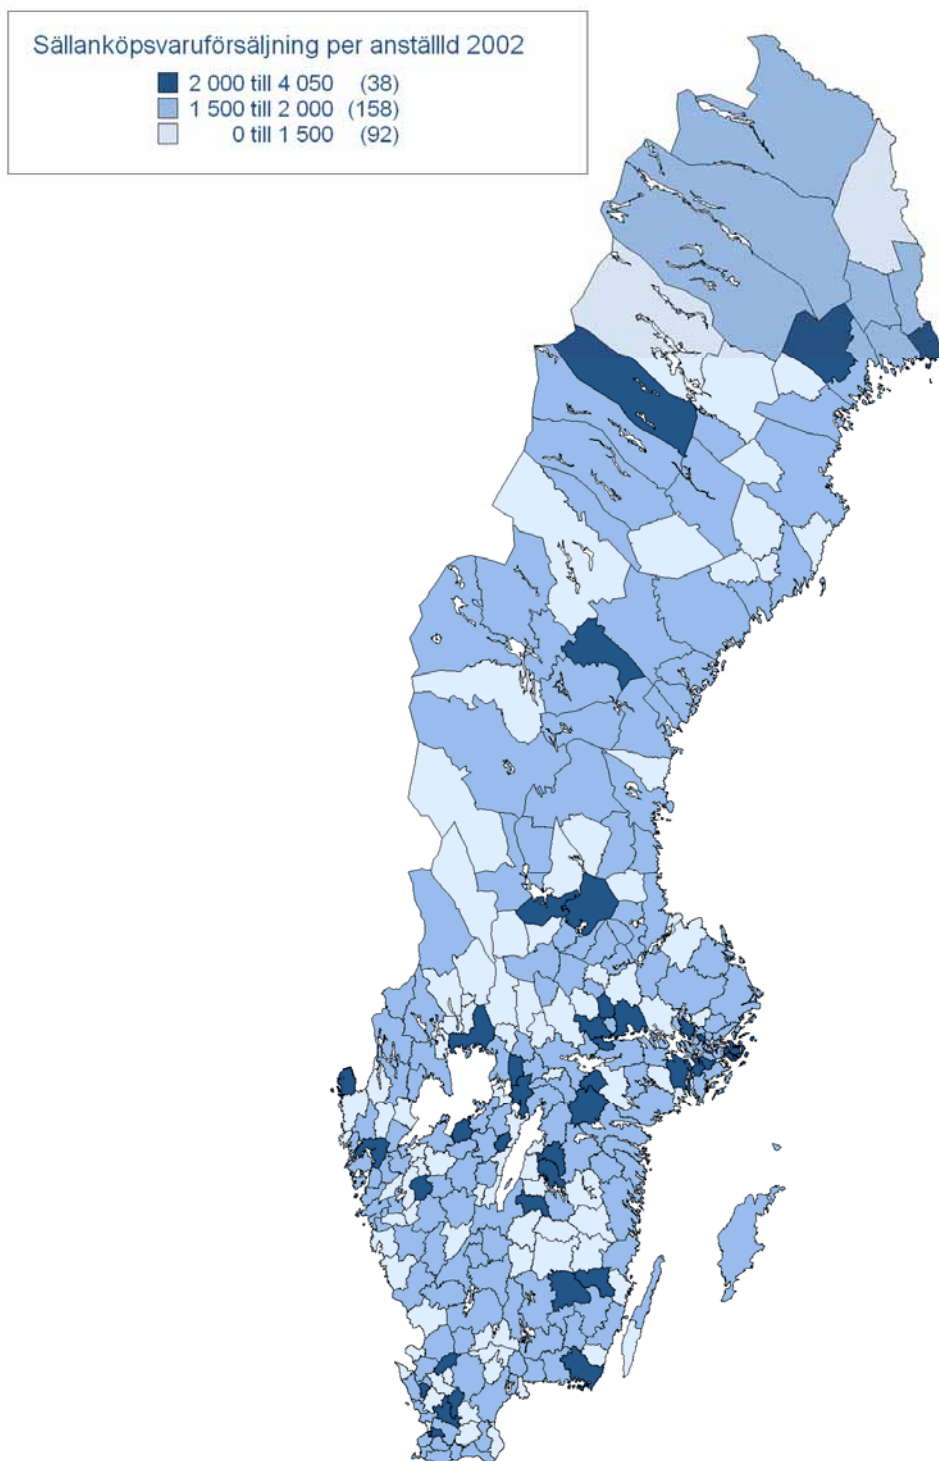 Sällanköpsvaruförsäljning per anställld 2002
2 000 till 4 050 (38)
1 500 till 2 000 (158)
0 till 1 500 (92)